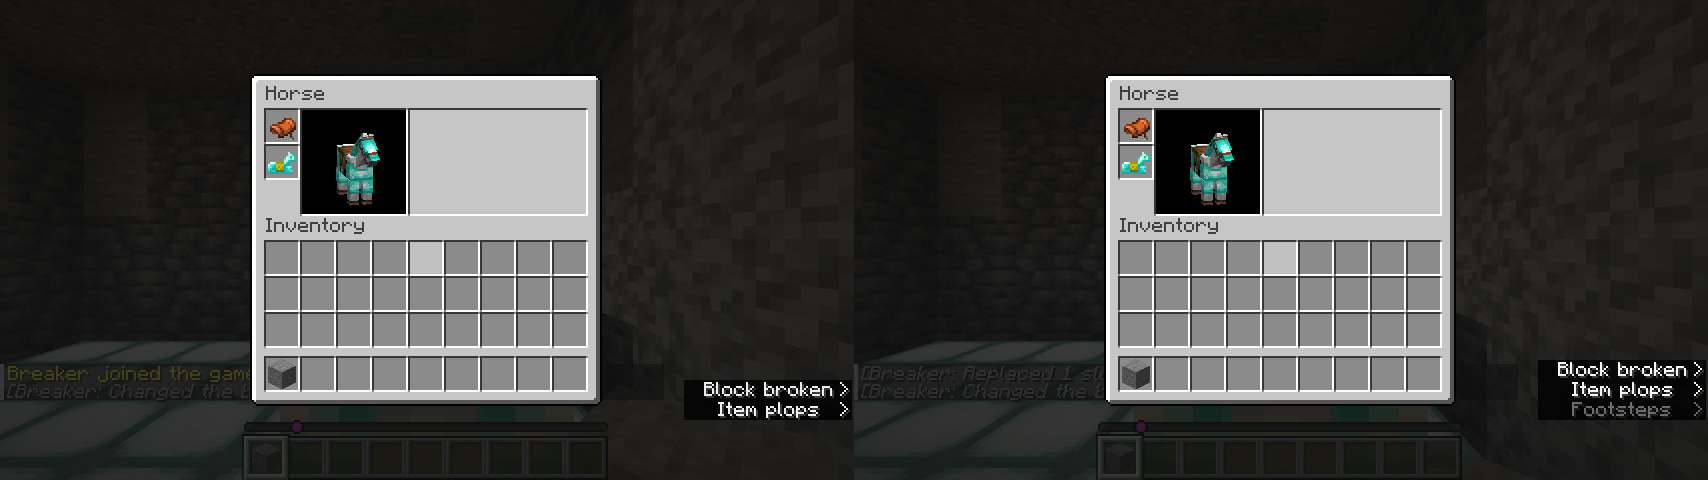 Horse
Inventory
Breaker joined the game
[Breaker: Changed the b
Block broken >
Item plops >
Horse
Inventory
[Breaker: Replaced 1 slo
[Breaker: Changed the b
Block broken >
Item plops >
Footsteps >